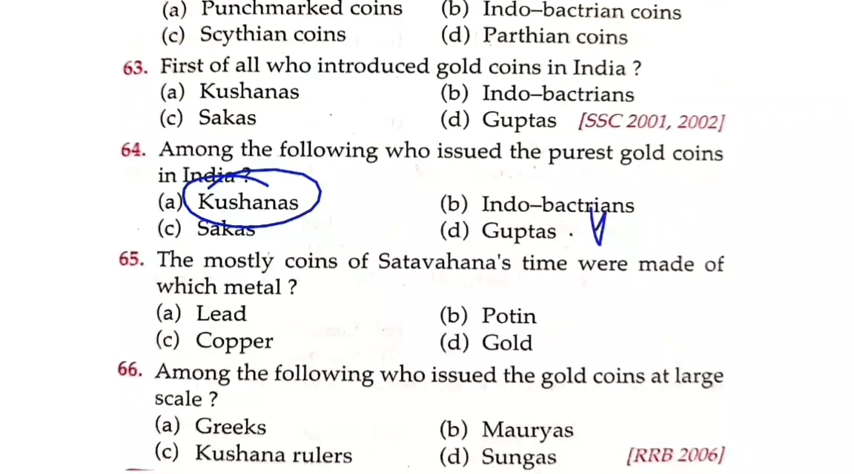 (a) Punchmarked coins (b) Indo–bactrian coins
(c) Scythian coins (d) Parthian coins
63. First of all who introduced gold coins in India ?
(a) Kushanas (b) Indo–bactrians
(c) Sakas (d) Guptas [SSC 2001, 2002]
64. Among the following who issued the purest gold coins
in India ?
(a) Kushanas (b) Indo–bactrians
(c) Sakas (d) Guptas .
65. The mostly coins of Satavahana's time were made of
which metal ?
(a) Lead (b) Potin
(c) Copper (d) Gold
66. Among the following who issued the gold coins at large
scale ?
(a) Greeks (b) Mauryas
(c) Kushana rulers (d) Sungas [RRB 2006]